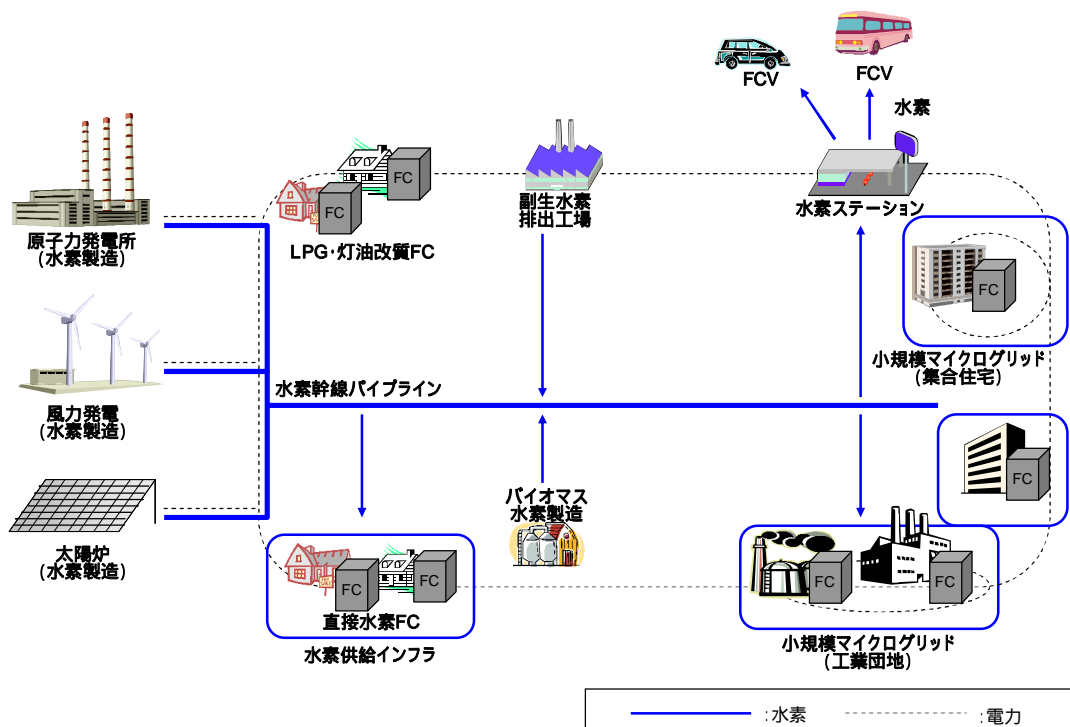 FCV
FCV
水素
原子力発電所
(水素製造)
FC
FC
LPG･灯油改質FC
副生水素
排出工場
水素ステーション
FC
小規模マイクログリッド
(集合住宅)
風力発電
(水素製造)
水素幹線パイプライン
FC
太陽炉
(水素製造)
バイオマス
水素製造
FC
FC
直接水素FC
水素供給インフラ
FC
FC
小規模マイクログリッド
(工業団地)
:水素
:電力